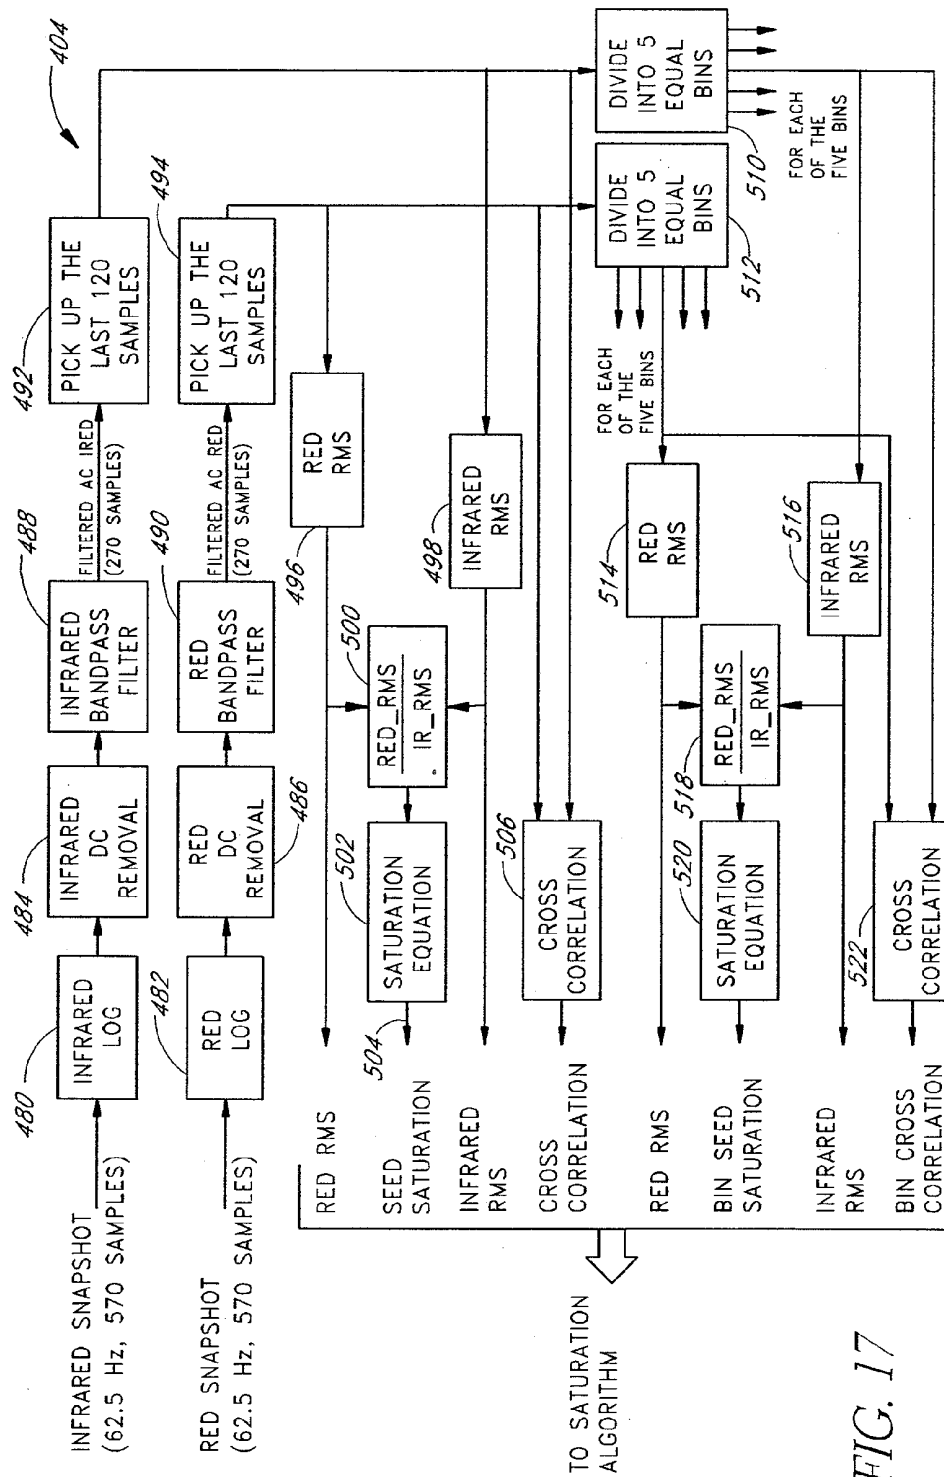 404
INFRARED SNAPSHOT
(62.5 Hz, 570 SAMPLES)
480
INFRARED
LOG
484
INFRARED
DC
REMOVAL
488
INFRARED
BANDPASS
FILTER
FILTERED AC IRED
(270 SAMPLES)
492
PICK UP THE
LAST 120
SAMPLES
RED SNAPSHOT
(62.5 Hz, 570 SAMPLES)
482
RED
LOG
486
RED
DC
REMOVAL
490
RED
BANDPASS
FILTER
FILTERED AC RED
(270 SAMPLES)
494
PICK UP THE
LAST 120
SAMPLES
RED RMS
496
RED
RMS
SEED
SATURATION
504
502
SATURATION
EQUATION
500
RED_RMS
IR_RMS
INFRARED
RMS
498
INFRARED
RMS
CROSS
CORRELATION
506
CROSS
CORRELATION
512
DIVIDE
INTO 5
EQUAL
BINS
510
DIVIDE
INTO 5
EQUAL
BINS
FOR EACH
OF THE
FIVE BINS
FOR EACH
OF THE
FIVE BINS
RED RMS
514
RED
RMS
BIN SEED
SATURATION
520
SATURATION
EQUATION
518
RED_RMS
IR_RMS
INFRARED
RMS
516
INFRARED
RMS
BIN CROSS
CORRELATION
522
CROSS
CORRELATION
TO SATURATION
ALGORITHM
FIG. 17